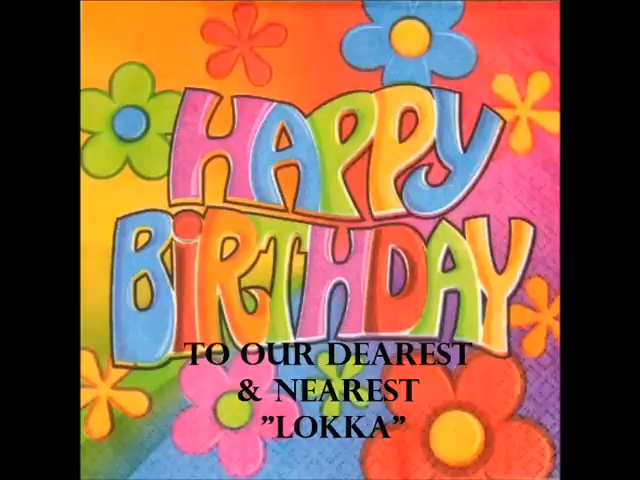 HAPPY
BiRTHDAY
TO OUR DEAREST
& NEAREST
"LOKKA"